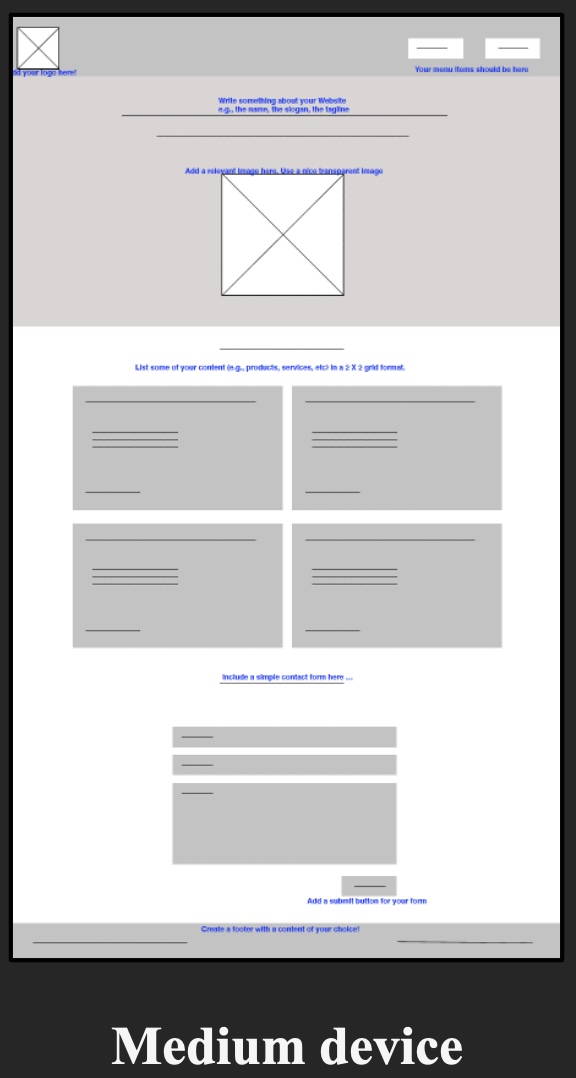 dd your logo here!
Your menu items should be here
Write something about your Website
e.g., the name, the slogan, the tagline
Add a relevant image here. Use a nice transparent image
List some of your content (e.g., products, services, etc) in a 2 X 2 grid format.
Include a simple contact form here ...
Add a submit button for your form
Create a footer with a content of your choice!
Medium device